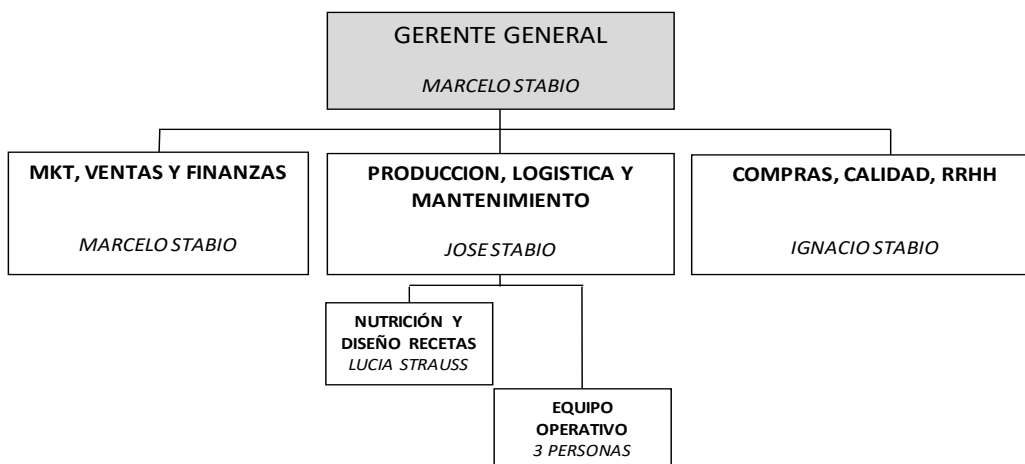 GERENTE GENERAL
MARCELO STABIO
MKT, VENTAS Y FINANZAS
MARCELO STABIO
PRODUCCION, LOGISTICA Y
MANTENIMIENTO
JOSE STABIO
COMPRAS, CALIDAD, RRHH
IGNACIO STABIO
NUTRICIÓN Y
DISEÑO RECETAS
LUCIA STRAUSS
EQUIPO
OPERATIVO
3 PERSONAS